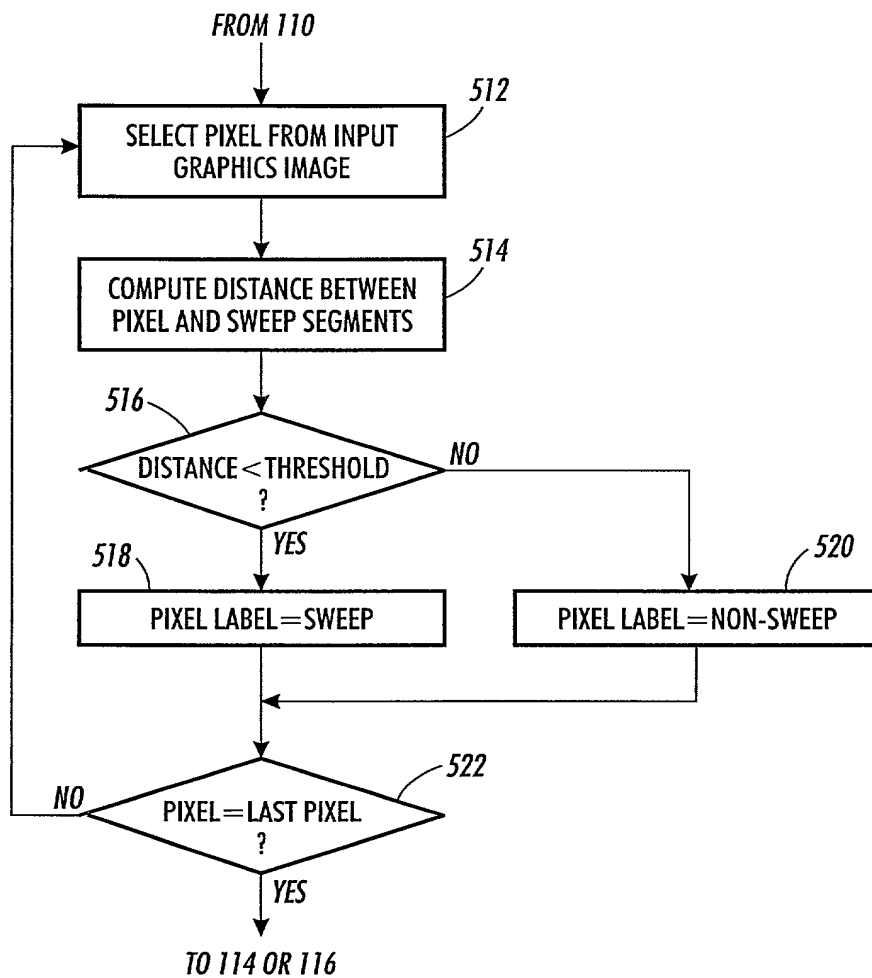 FROM 110
512
SELECT PIXEL FROM INPUT
GRAPHICS IMAGE
514
COMPUTE DISTANCE BETWEEN
PIXEL AND SWEEP SEGMENTS
516
DISTANCE<THRESHOLD
?
NO
YES
518
PIXEL LABEL=SWEEP
520
PIXEL LABEL=NON-SWEEP
522
NO
PIXEL=LAST PIXEL
?
YES
TO 114 OR 116